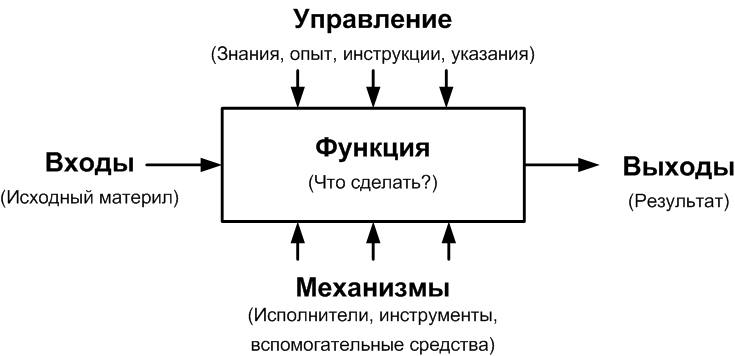 Управление
(Знания, опыт, инструкции, указания)
Функция
(Что сделать?)
Входы
(Исходный материл)
Выходы
(Результат)
Механизмы
(Исполнители, инструменты,
вспомогательные средства)